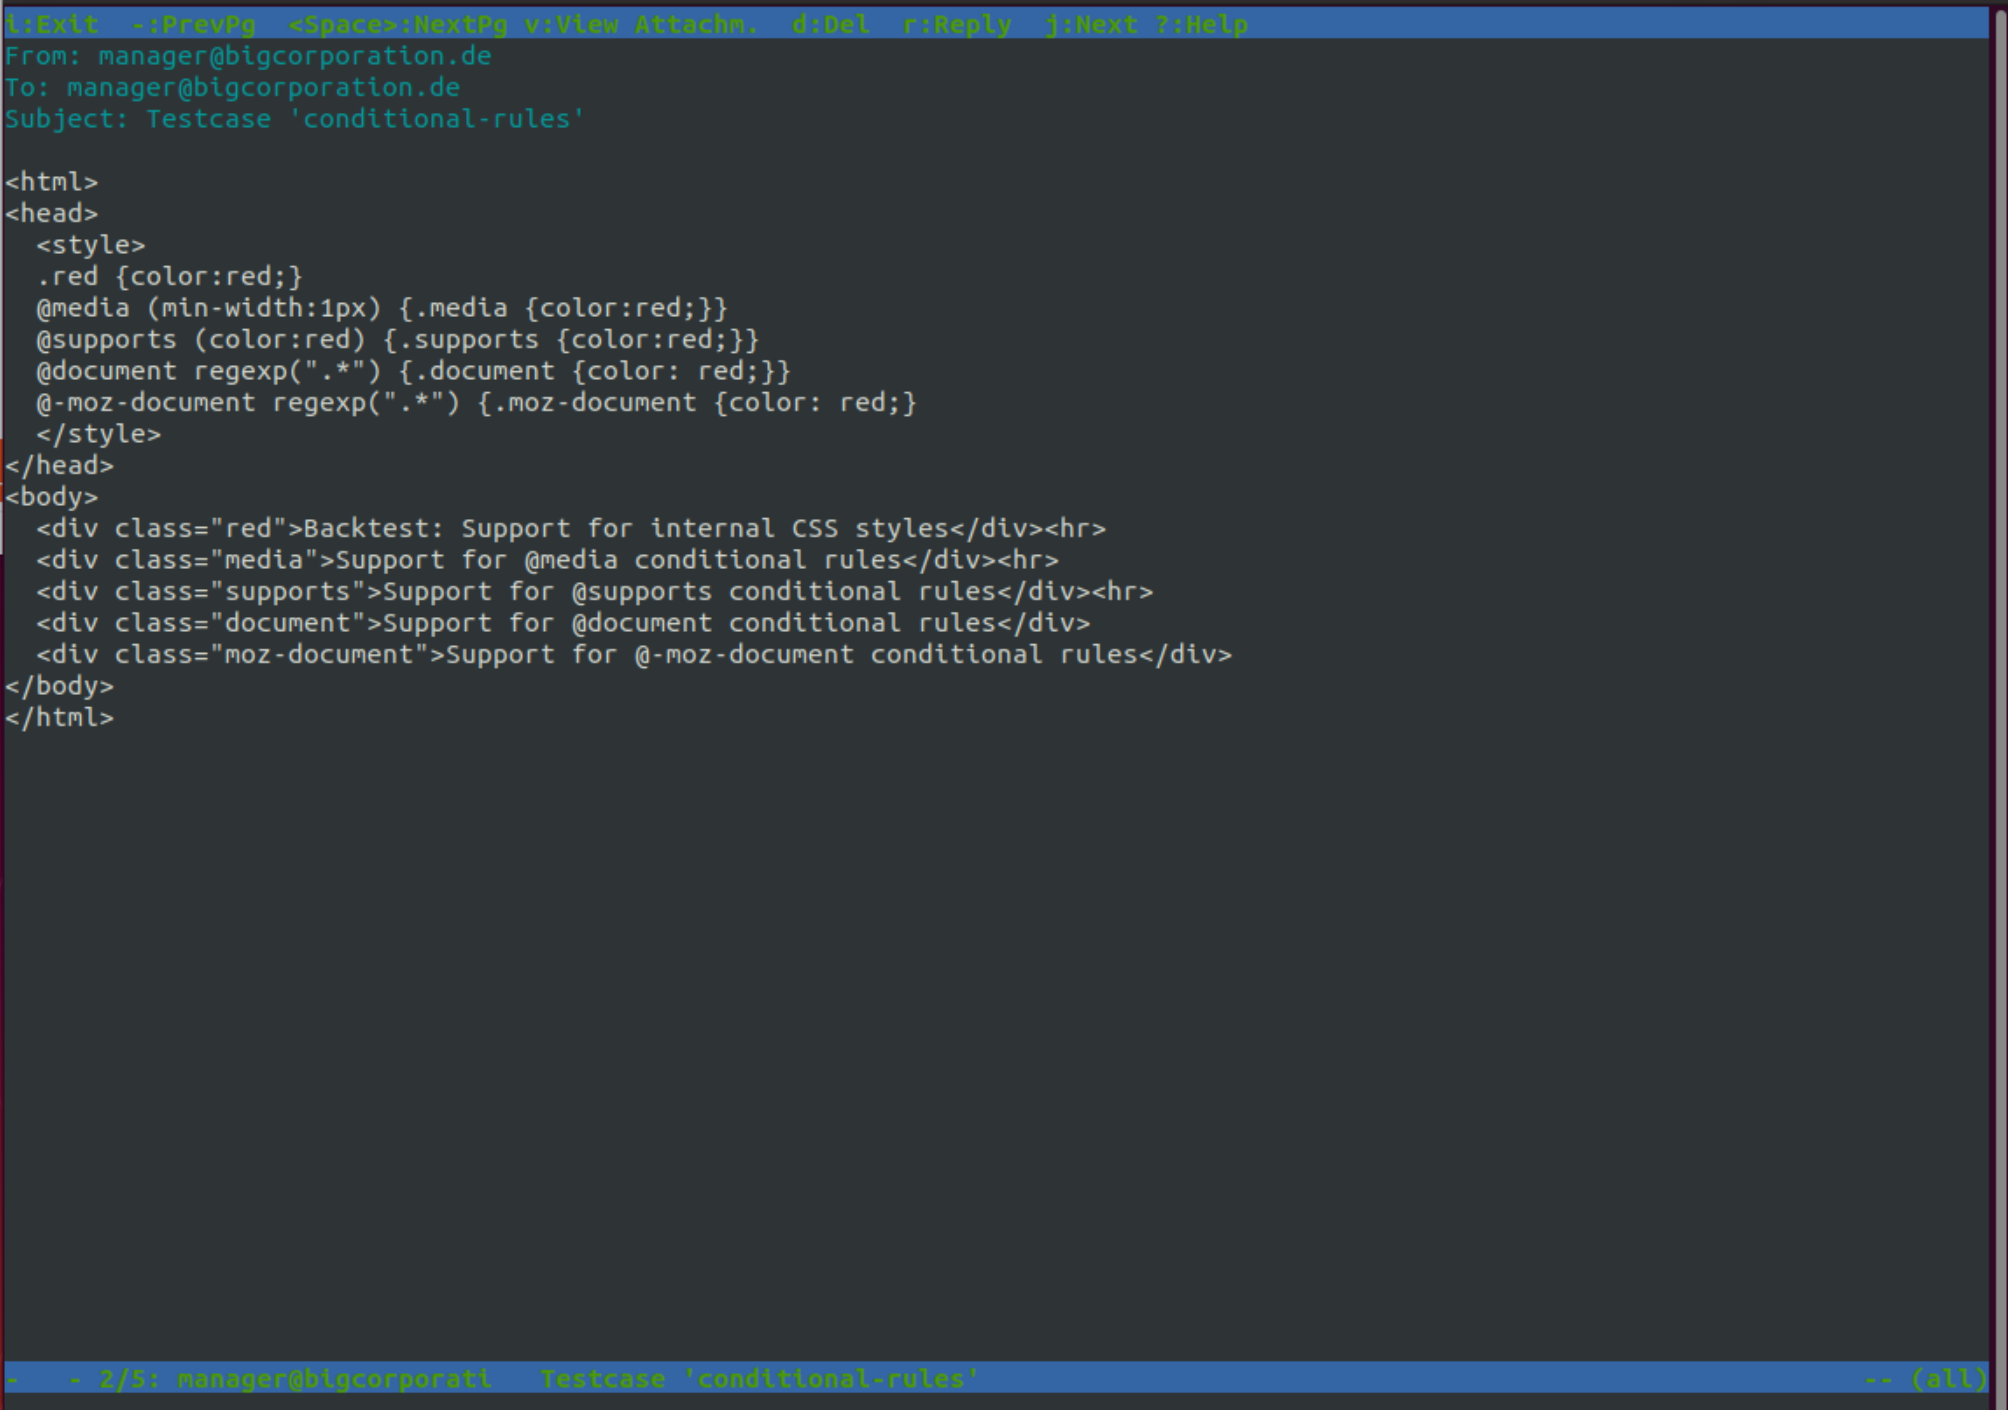 i:Exit  -:PrevPg  <Space>:NextPg v:View Attachm.  d:Del  r:Reply  j:Next ?:Help
From: manager@bigcorporation.de
To: manager@bigcorporation.de
Subject: Testcase 'conditional-rules'

<html>
<head>
  <style>
  .red {color:red;}
  @media (min-width:1px) {.media {color:red;}}
  @supports (color:red) {.supports {color:red;}}
  @document regexp(".*") {.document {color: red;}}
  @-moz-document regexp(".*") {.moz-document {color: red;}
  </style>
</head>
<body>
  <div class="red">Backtest: Support for internal CSS styles</div><hr>
  <div class="media">Support for @media conditional rules</div><hr>
  <div class="supports">Support for @supports conditional rules</div><hr>
  <div class="document">Support for @document conditional rules</div>
  <div class="moz-document">Support for @-moz-document conditional rules</div>
</body>
</html>
-   - 2/5: manager@bigcorporati   Testcase 'conditional-rules'   -- (all)